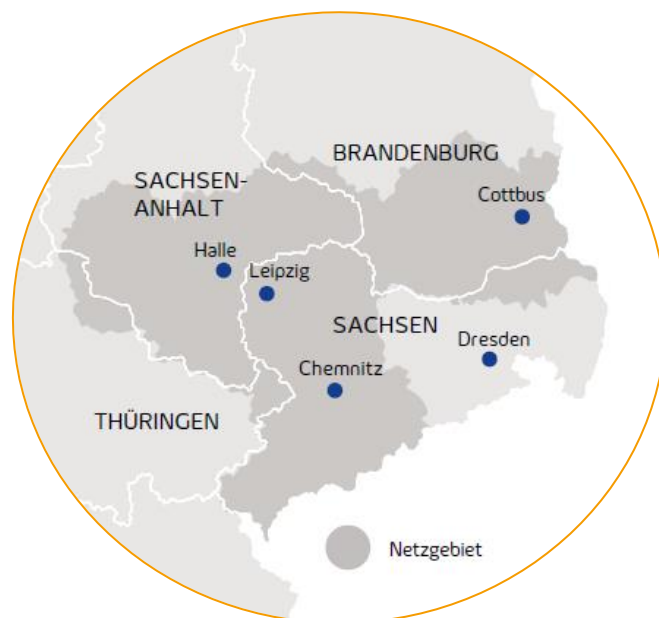 BRANDENBURG
SACHSEN-
ANHALT
Cottbus
Halle
Leipzig
SACHSEN
Dresden
Chemnitz
THÜRINGEN
Netzgebiet